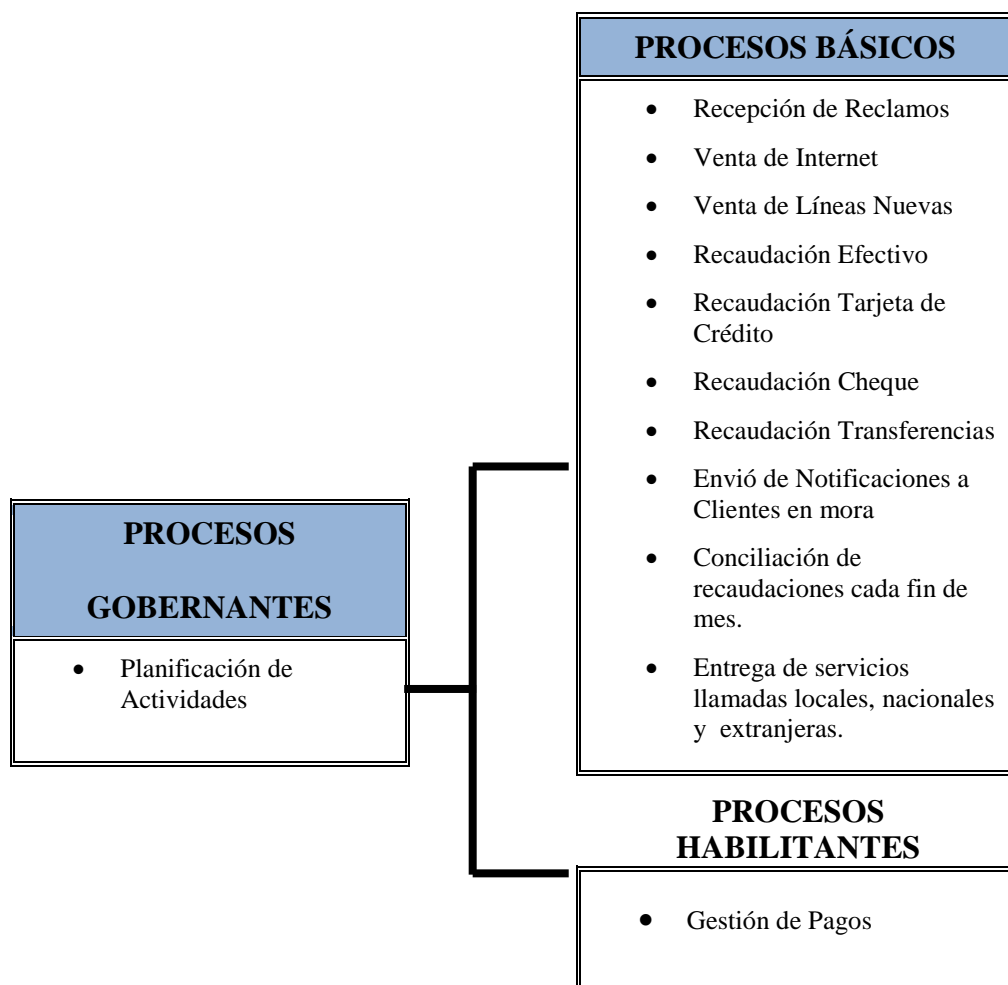 PROCESOS BÁSICOS
• Recepción de Reclamos
• Venta de Internet
• Venta de Líneas Nuevas
• Recaudación Efectivo
• Recaudación Tarjeta de
Crédito
• Recaudación Cheque
• Recaudación Transferencias
• Envió de Notificaciones a
Clientes en mora
• Conciliación de
recaudaciones cada fin de
mes.
• Entrega de servicios
llamadas locales, nacionales
y extranjeras.
PROCESOS
GOBERNANTES
• Planificación de
Actividades
PROCESOS
HABILITANTES
• Gestión de Pagos